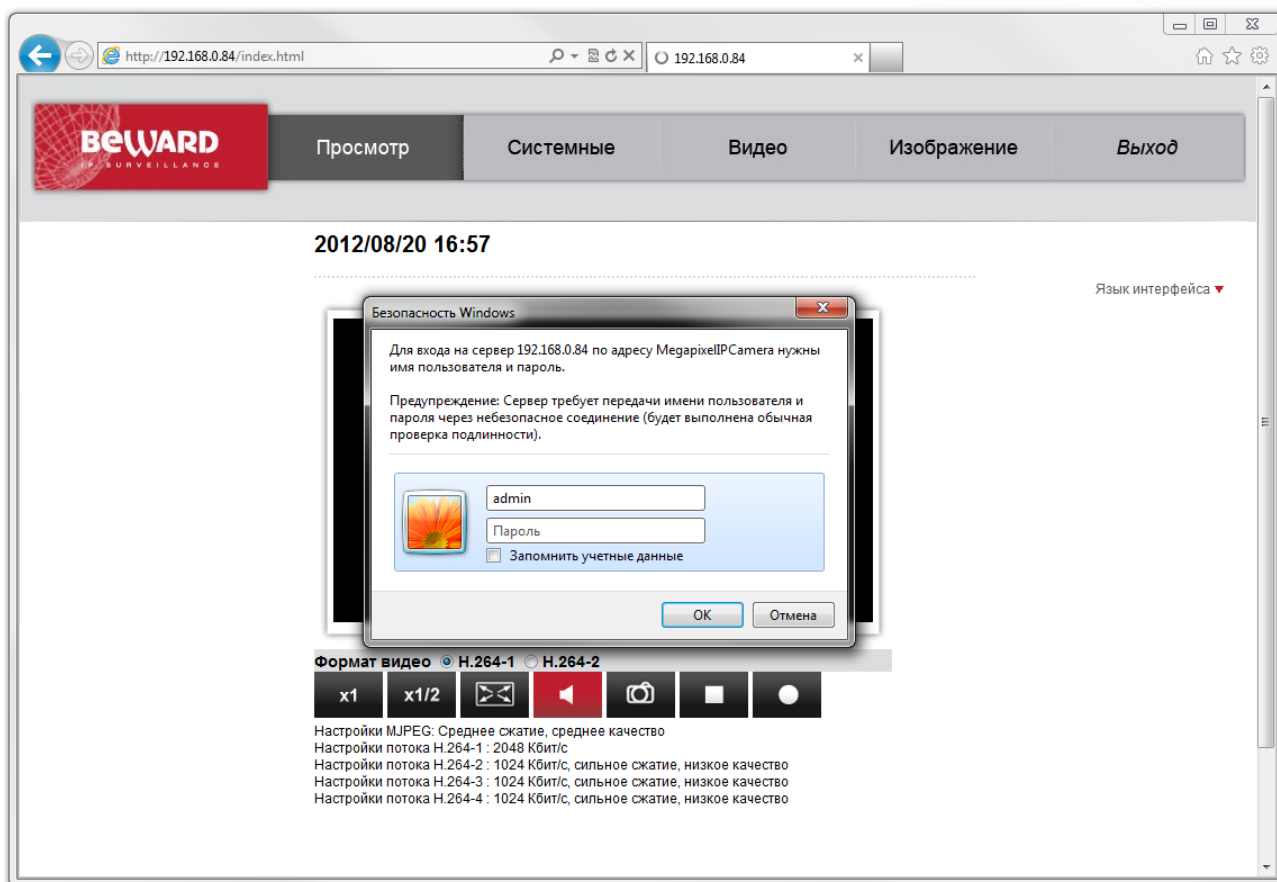 http://192.168.0.84/index.html
192.168.0.84
BEWARD
IP SURVEILLANCE
Просмотр
Системные
Видео
Изображение
Выход
2012/08/20 16:57
Язык интерфейса
Безопасность Windows
Для входа на сервер 192.168.0.84 по адресу MegapixelIPCamera нужны
имя пользователя и пароль.
Предупреждение: Сервер требует передачи имени пользователя и
пароля через небезопасное соединение (будет выполнена обычная
проверка подлинности).
admin
Пароль
Запомнить учетные данные
OK
Отмена
Формат видео H.264-1 H.264-2
x1
x1/2
Настройки MJPEG: Среднее сжатие, среднее качество
Настройки потока H.264-1 : 2048 Кбит/с
Настройки потока H.264-2 : 1024 Кбит/с, сильное сжатие, низкое качество
Настройки потока H.264-3 : 1024 Кбит/с, сильное сжатие, низкое качество
Настройки потока H.264-4 : 1024 Кбит/с, сильное сжатие, низкое качество